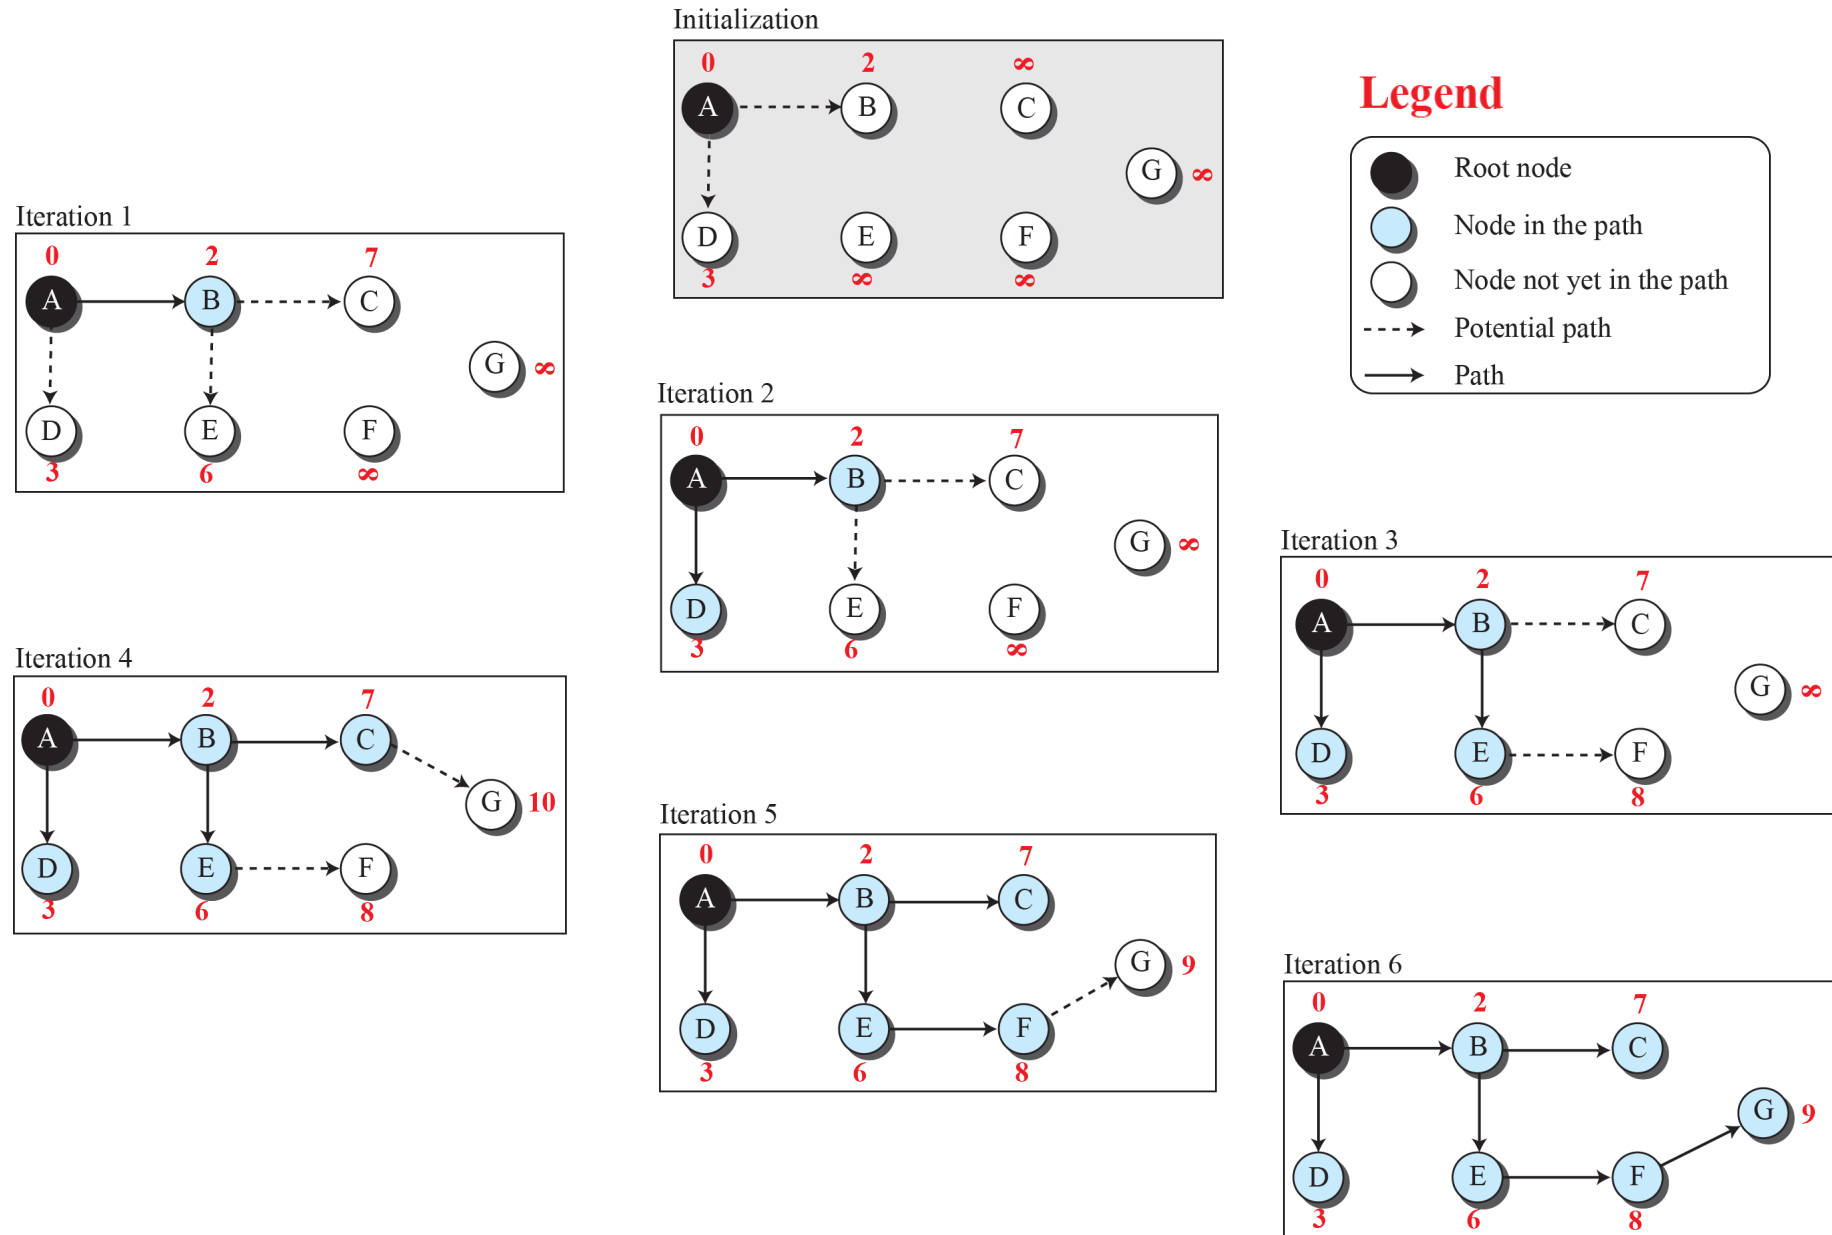 Initialization
0 2 ∞
A B C
G ∞
D E F
3 ∞ ∞
Legend
Root node
Node in the path
Node not yet in the path
Potential path
Path
Iteration 1
0 2 7
A B C
G ∞
D E F
3 6 ∞
Iteration 2
0 2 7
A B C
G ∞
D E F
3 6 ∞
Iteration 3
0 2 7
A B C
G ∞
D E F
3 6 8
Iteration 4
0 2 7
A B C
G 10
D E F
3 6 8
Iteration 5
0 2 7
A B C
G 9
D E F
3 6 8
Iteration 6
0 2 7
A B C
G 9
D E F
3 6 8